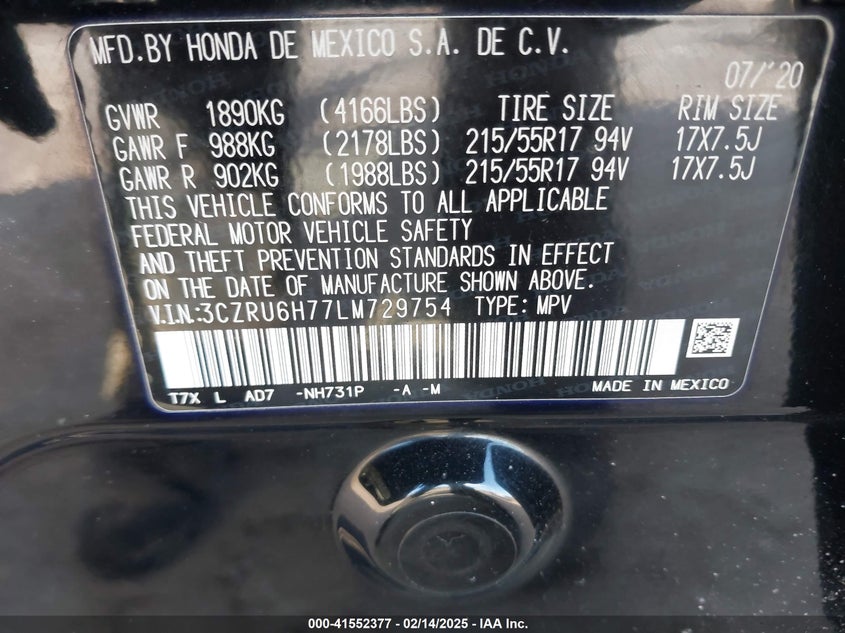 MFD.BY HONDA DE MEXICO S.A. DE C.V.
07/'20
GVWR 1890KG (4166LBS) TIRE SIZE RIM SIZE
GAWR F 988KG (2178LBS) 215/55R17 94V 17X7.5J
GAWR R 902KG (1988LBS) 215/55R17 94V 17X7.5J
THIS VEHICLE CONFORMS TO ALL APPLICABLE
FEDERAL MOTOR VEHICLE SAFETY
AND THEFT PREVENTION STANDARDS IN EFFECT
ON THE DATE OF MANUFACTURE SHOWN ABOVE.
V.I.N.:3CZRU6H77LM729754 TYPE: MPV
T7X L AD7 -NH731P -A -M MADE IN MEXICO
000-41552377 - 02/14/2025 - IAA Inc.